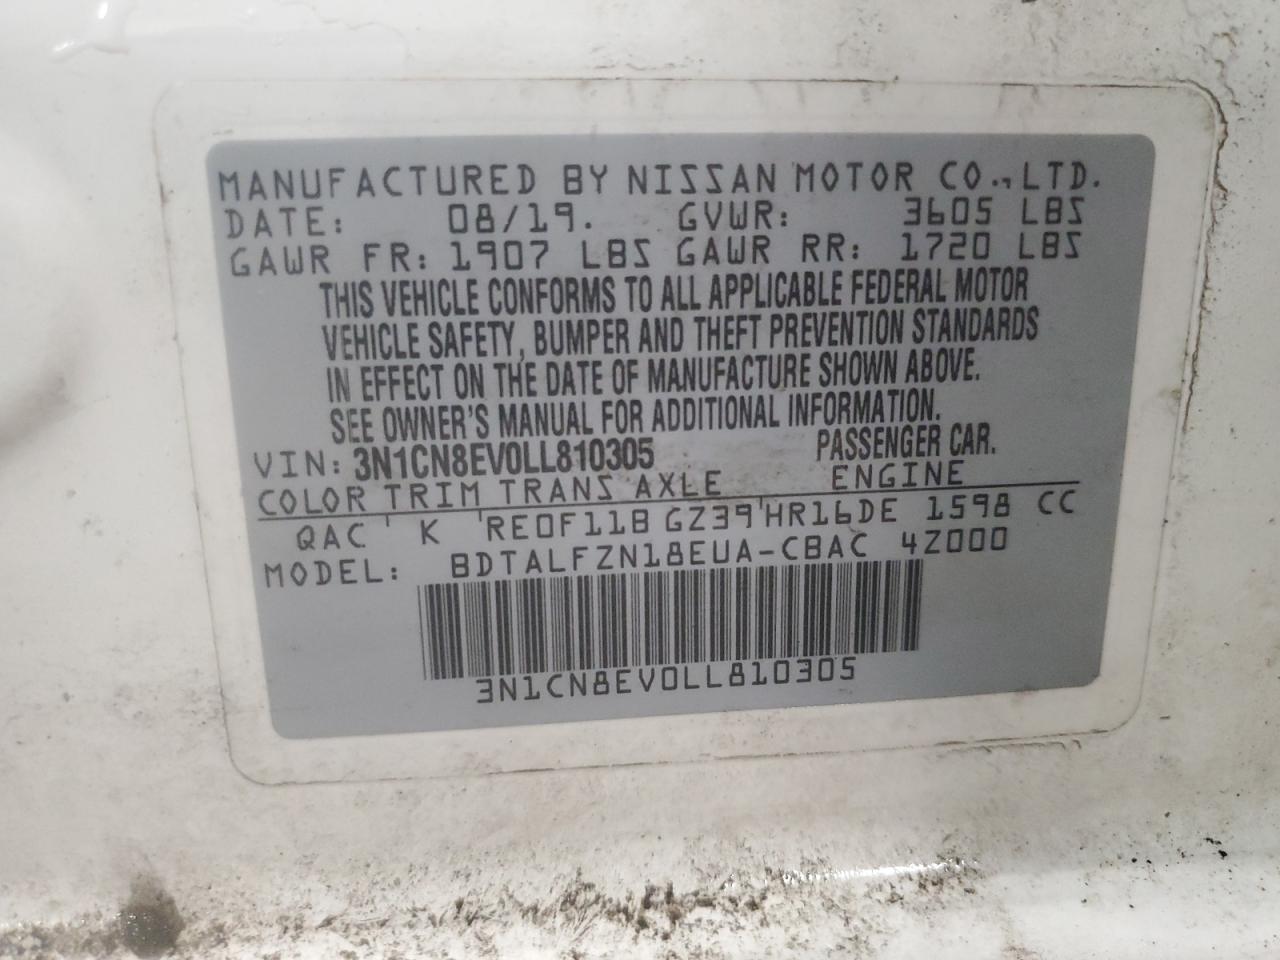 MANUFACTURED BY NISSAN MOTOR CO., LTD.
DATE: 08/19. GVWR: 3605 LBS
GAWR FR: 1907 LBS GAWR RR: 1720 LBS
THIS VEHICLE CONFORMS TO ALL APPLICABLE FEDERAL MOTOR
VEHICLE SAFETY, BUMPER AND THEFT PREVENTION STANDARDS
IN EFFECT ON THE DATE OF MANUFACTURE SHOWN ABOVE.
SEE OWNER'S MANUAL FOR ADDITIONAL INFORMATION.
VIN: 3N1CN8EV0LL810305 PASSENGER CAR.
COLOR TRIM TRANS AXLE ENGINE
QAC K RE0F11B GZ39 HR16DE 1598 CC
MODEL: BDTALFZN18EUA-CBAC 4Z000
3N1CN8EV0LL810305